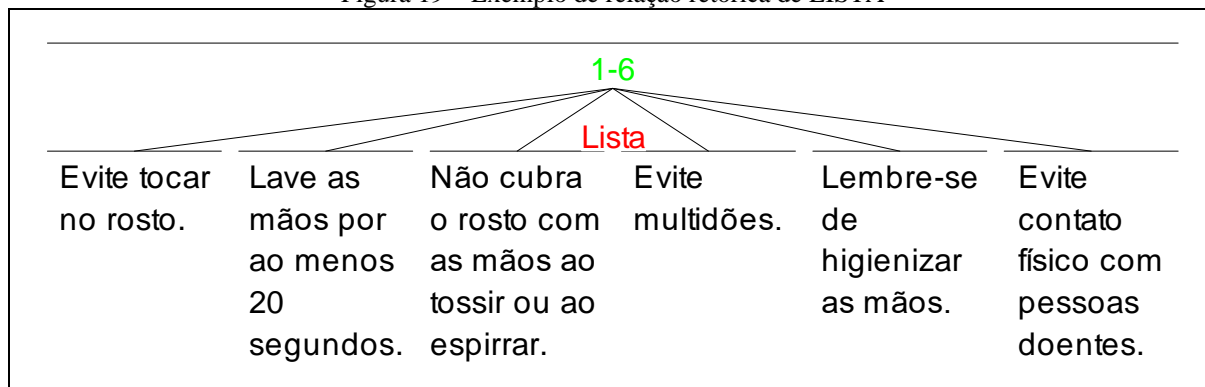 Figura 19 – Exemplo de relação retórica de LISTA
1-6
Lista
Evite tocar
no rosto.
Lave as
mãos por
ao menos
20
segundos.
Não cubra
o rosto com
as mãos ao
tossir ou ao
espirrar.
Evite
multidões.
Lembre-se
de
higienizar
as mãos.
Evite
contato
físico com
pessoas
doentes.